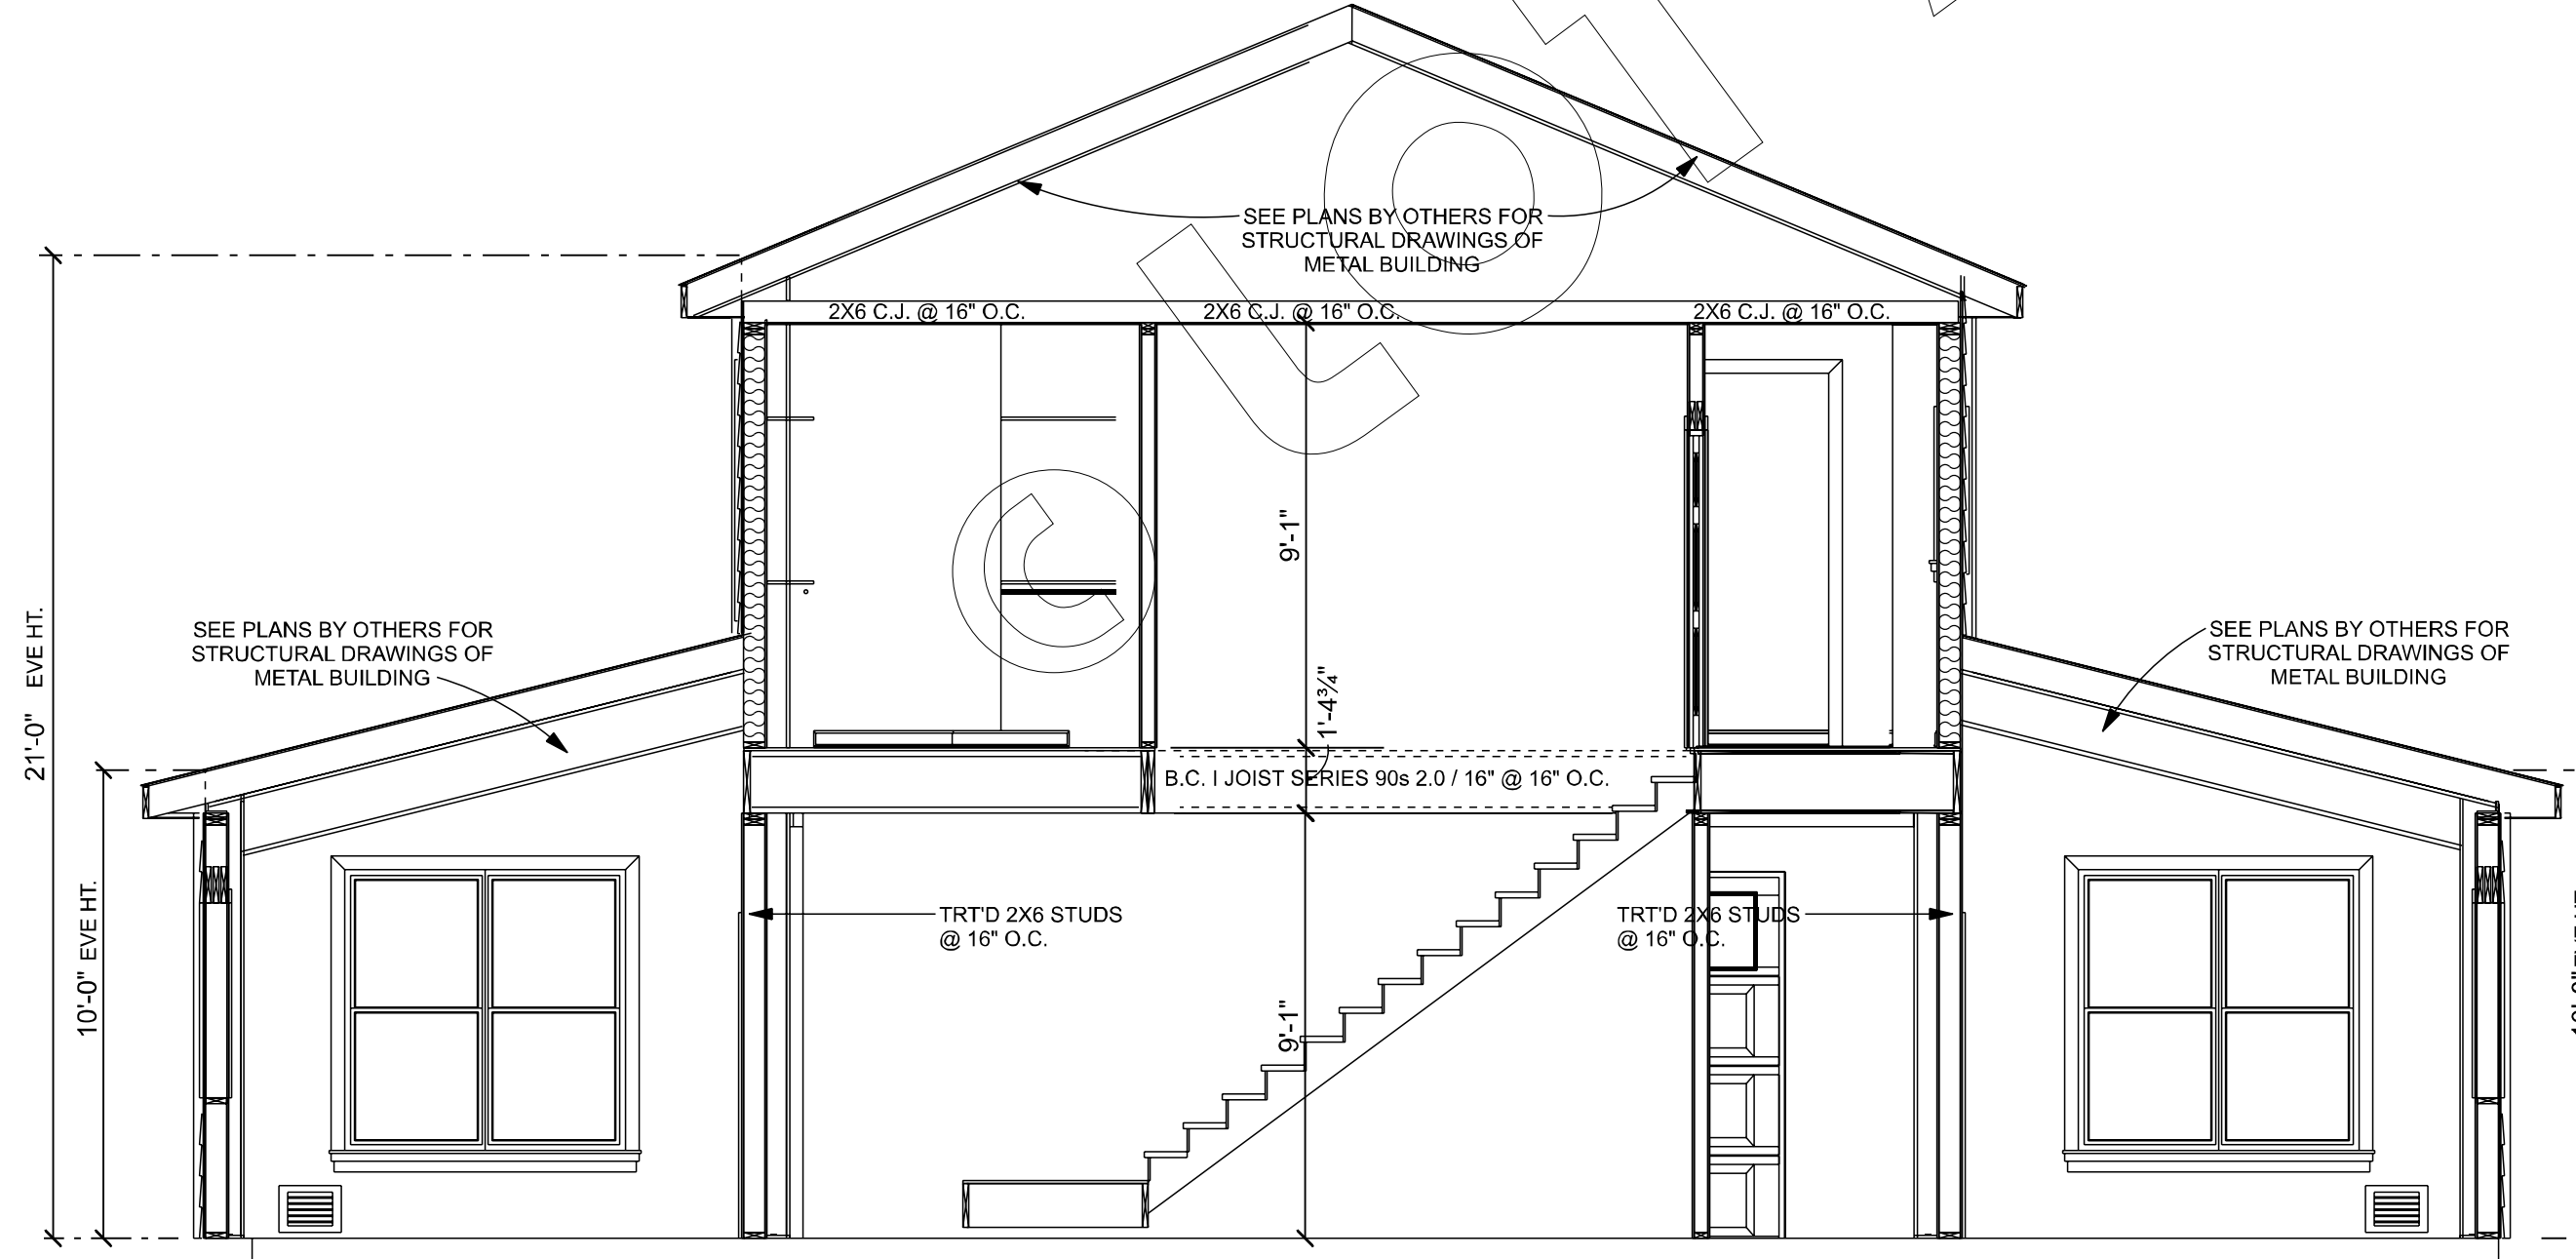 SEE PLANS BY OTHERS FOR
STRUCTURAL DRAWINGS OF
METAL BUILDING
2X6 C.J. @ 16" O.C.
2X6 C.J. @ 16" O.C.
2X6 C.J. @ 16" O.C.
9'-1"
1'-4¾"
21'-0" EVE HT.
SEE PLANS BY OTHERS FOR
STRUCTURAL DRAWINGS OF
METAL BUILDING
SEE PLANS BY OTHERS FOR
STRUCTURAL DRAWINGS OF
METAL BUILDING
B.C. I JOIST SERIES 90s 2.0 / 16" @ 16" O.C.
10'-0" EVE HT.
TRT'D 2X6 STUDS
@ 16" O.C.
TRT'D 2X6 STUDS
@ 16" O.C.
9'-1"